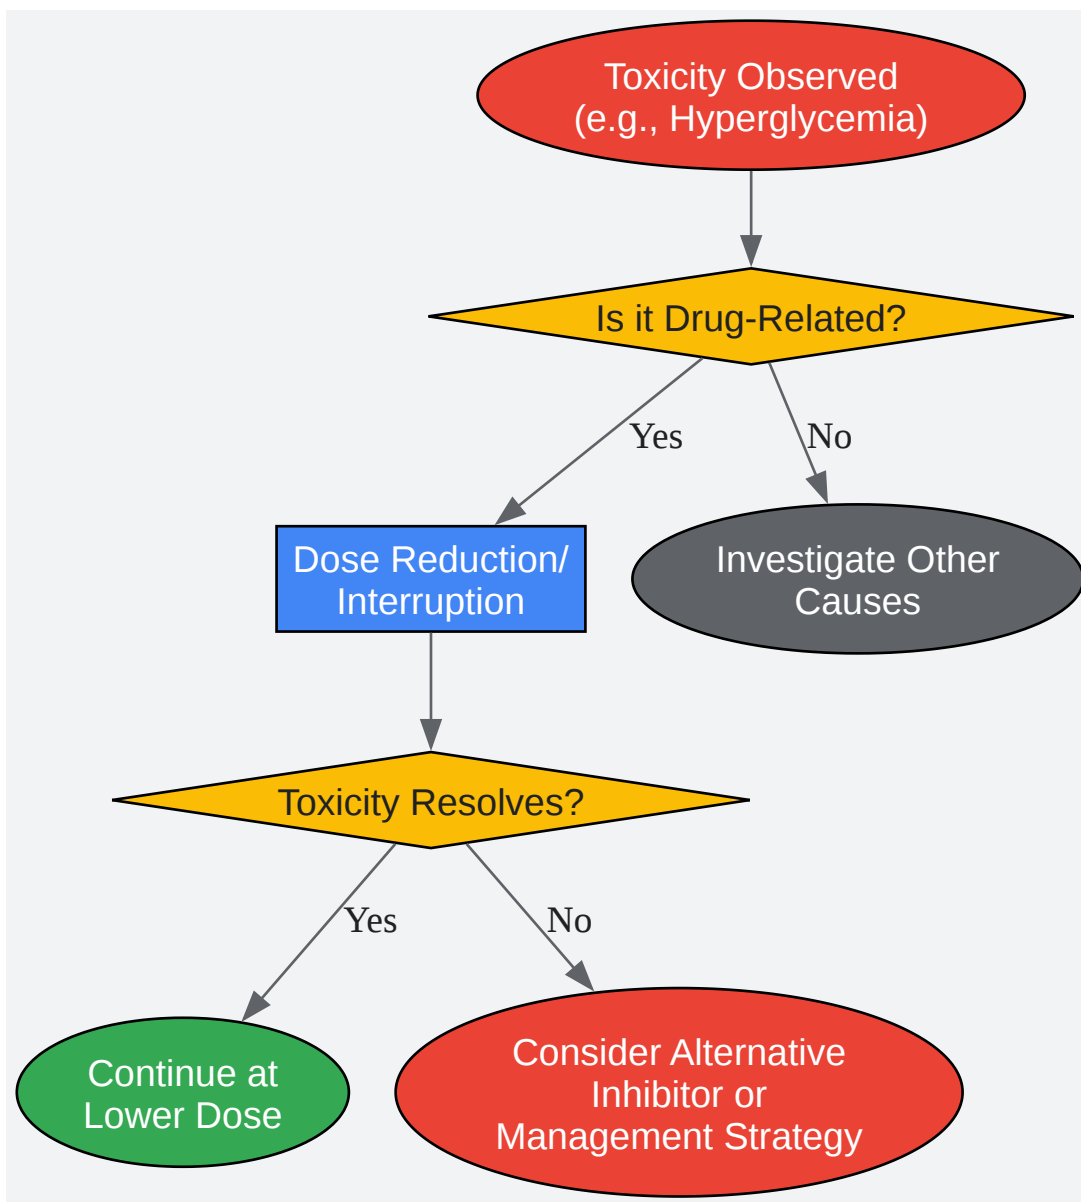 Toxicity Observed
(e.g., Hyperglycemia)
Is it Drug-Related?
Yes
No
Dose Reduction/
Interruption
Investigate Other
Causes
Toxicity Resolves?
Yes
No
Continue at
Lower Dose
Consider Alternative
Inhibitor or
Management Strategy